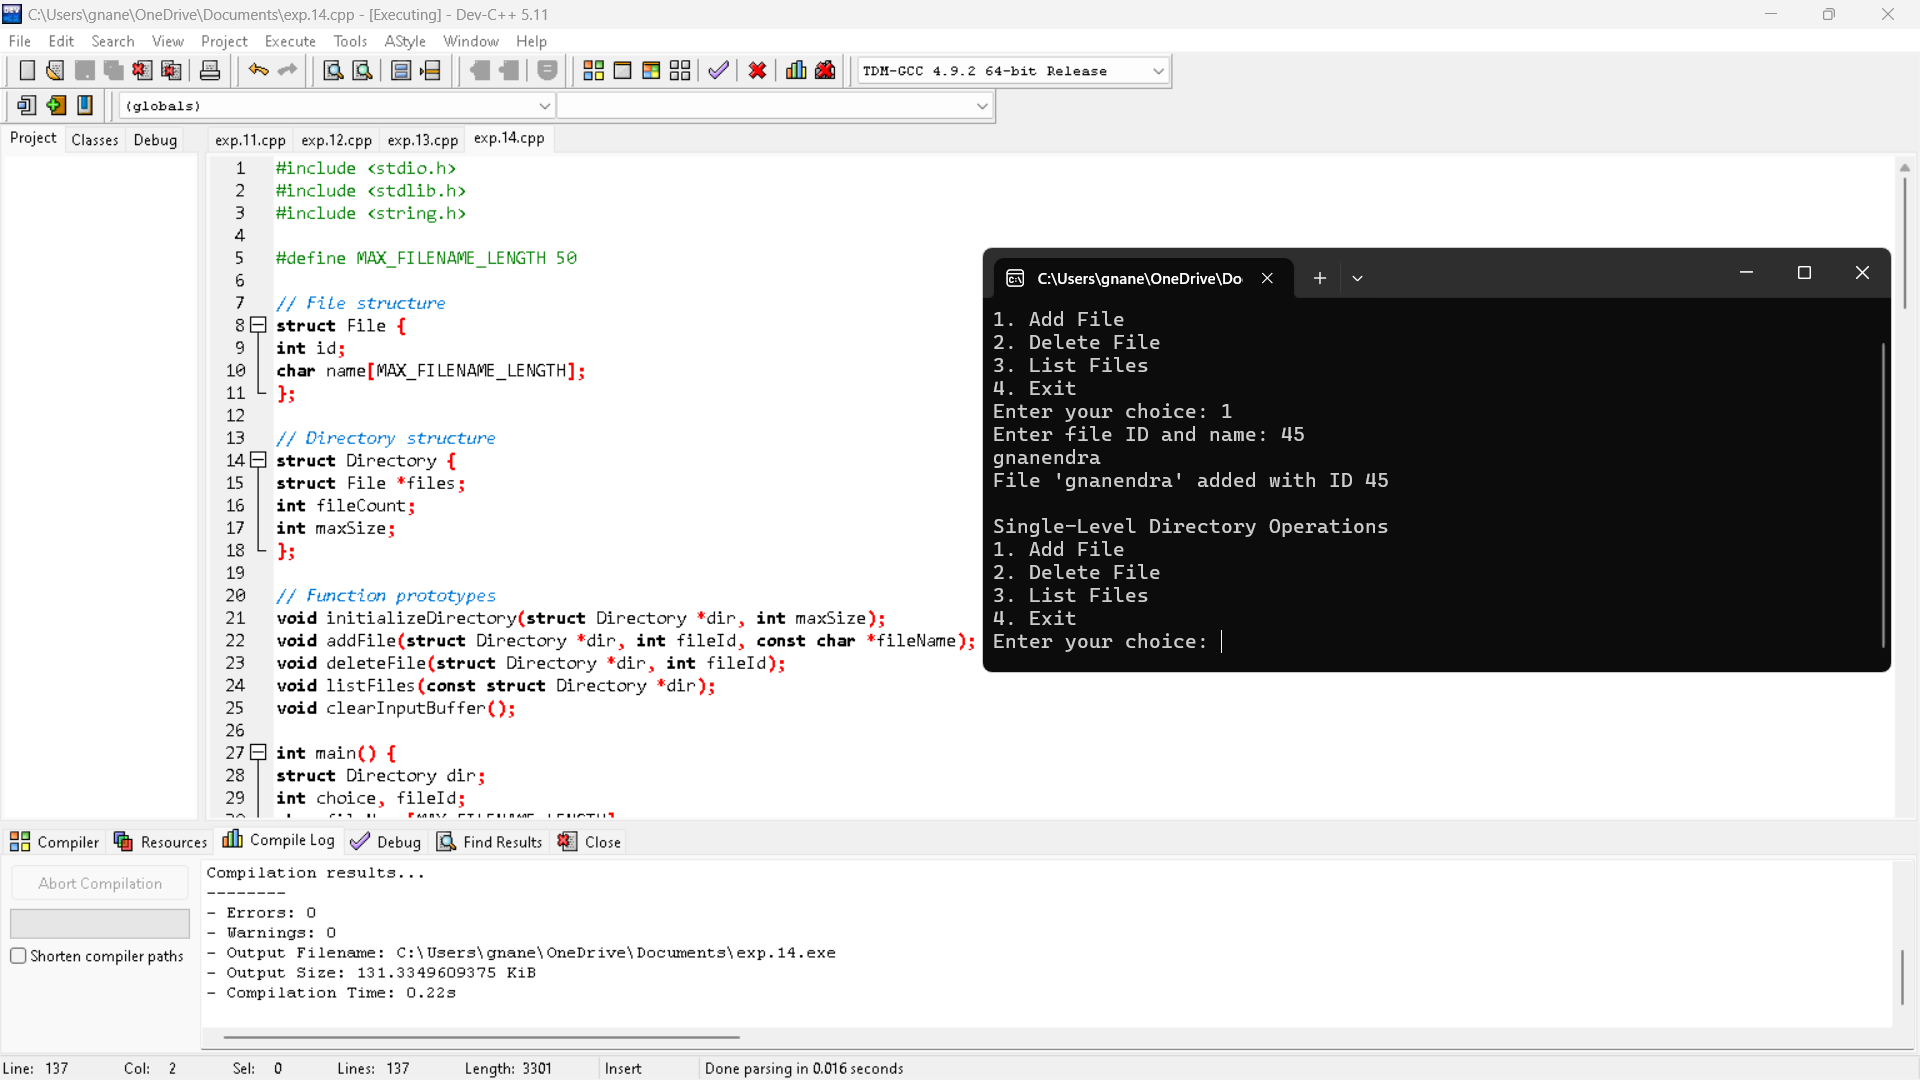 C:\Users\gnane\OneDrive\Documents\exp.14.cpp - [Executing] - Dev-C++ 5.11
File Edit Search View Project Execute Tools AStyle Window Help
TDM-GCC 4.9.2 64-bit Release
(globals)
Project Classes Debug
exp.11.cpp exp.12.cpp exp.13.cpp exp.14.cpp
1 #include <stdio.h>
2 #include <stdlib.h>
3 #include <string.h>
4
5 #define MAX_FILENAME_LENGTH 50
6
7 // File structure
8 struct File {
9 int id;
10 char name[MAX_FILENAME_LENGTH];
11 };
12
13 // Directory structure
14 struct Directory {
15 struct File *files;
16 int fileCount;
17 int maxSize;
18 };
19
20 // Function prototypes
21 void initializeDirectory(struct Directory *dir, int maxSize);
22 void addFile(struct Directory *dir, int fileId, const char *fileName);
23 void deleteFile(struct Directory *dir, int fileId);
24 void listFiles(const struct Directory *dir);
25 void clearInputBuffer();
26
27 int main() {
28 struct Directory dir;
29 int choice, fileId;
C:\Users\gnane\OneDrive\Do
1. Add File
2. Delete File
3. List Files
4. Exit
Enter your choice: 1
Enter file ID and name: 45
gnanendra
File 'gnanendra' added with ID 45
Single-Level Directory Operations
1. Add File
2. Delete File
3. List Files
4. Exit
Enter your choice:
Compiler Resources Compile Log Debug Find Results Close
Abort Compilation
Shorten compiler paths
Compilation results...
--------
- Errors: 0
- Warnings: 0
- Output Filename: C:\Users\gnane\OneDrive\Documents\exp.14.exe
- Output Size: 131.3349609375 KiB
- Compilation Time: 0.22s
Line: 137 Col: 2 Sel: 0 Lines: 137 Length: 3301 Insert Done parsing in 0.016 seconds